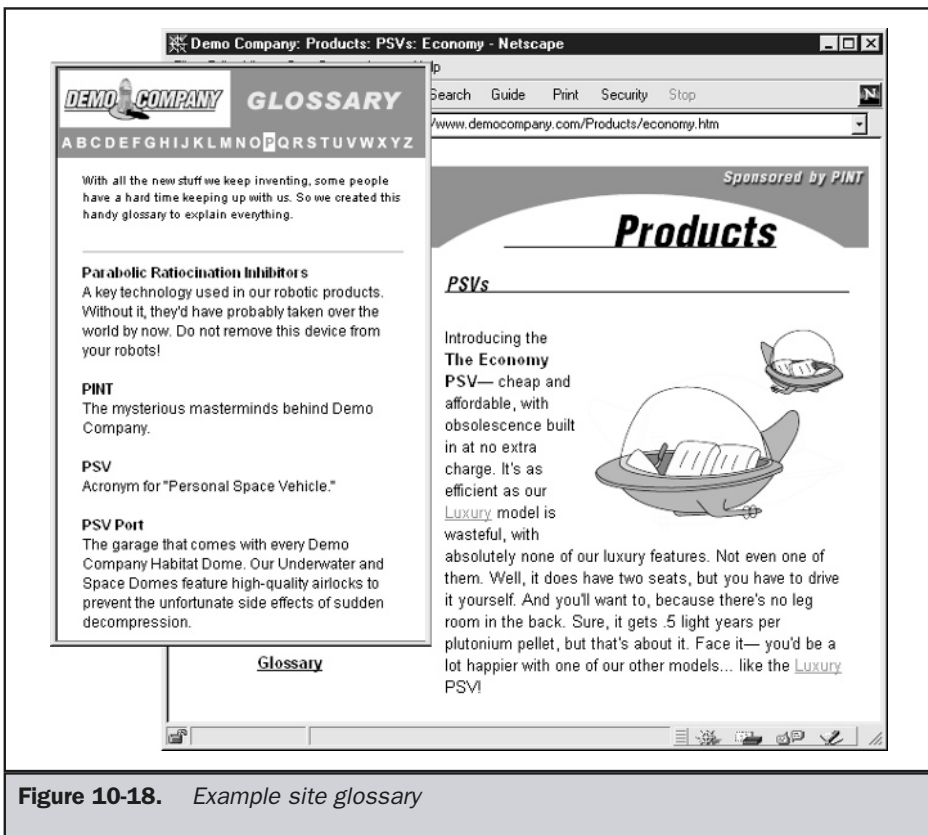 Demo Company: Products: PSVs: Economy - Netscape
Search Guide Print Security Stop
N
/www.democompany.com/Products/economy.htm
DEMO COMPANY
GLOSSARY
ABCDEFGHIJKLMNOPQRSTUVWXYZ
With all the new stuff we keep inventing, some people
have a hard time keeping up with us. So we created this
handy glossary to explain everything.
Parabolic Ratiocination Inhibitors
A key technology used in our robotic products.
Without it, they'd have probably taken over the
world by now. Do not remove this device from
your robots!
PINT
The mysterious masterminds behind Demo
Company.
PSV
Acronym for "Personal Space Vehicle."
PSV Port
The garage that comes with every Demo
Company Habitat Dome. Our Underwater and
Space Domes feature high-quality airlocks to
prevent the unfortunate side effects of sudden
decompression.
Glossary
Sponsored by PINT
Products
PSVs
Introducing the
The Economy
PSV— cheap and
affordable, with
obsolescence built
in at no extra
charge. It's as
efficient as our
Luxury model is
wasteful, with
absolutely none of our luxury features. Not even one of
them. Well, it does have two seats, but you have to drive
it yourself. And you'll want to, because there's no leg
room in the back. Sure, it gets .5 light years per
plutonium pellet, but that's about it. Face it— you'd be a
lot happier with one of our other models... like the Luxury
PSV!
Figure 10-18. Example site glossary